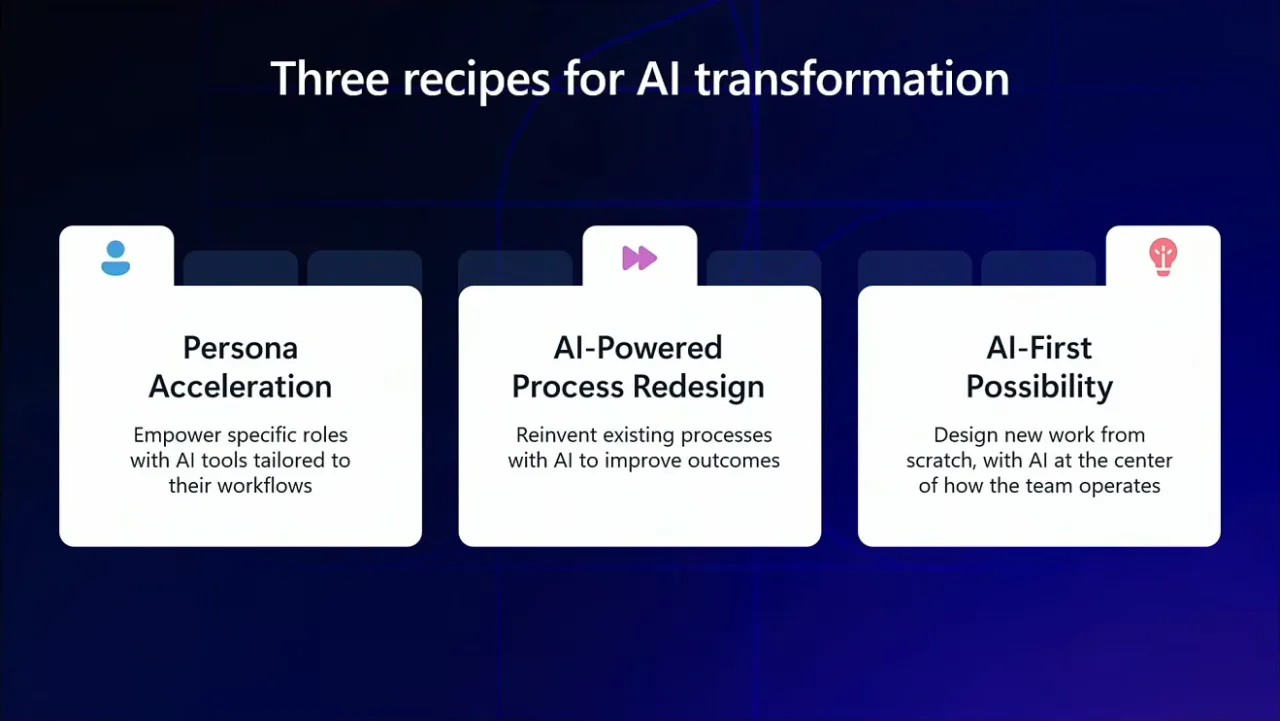 Three recipes for AI transformation
Persona
Acceleration
Empower specific roles
with AI tools tailored to
their workflows
AI-Powered
Process Redesign
Reinvent existing processes
with AI to improve outcomes
AI-First
Possibility
Design new work from
scratch, with AI at the center
of how the team operates